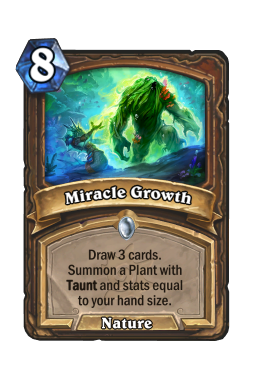 8
Miracle Growth
Draw 3 cards.
Summon a Plant with
Taunt and stats equal
to your hand size.
Nature